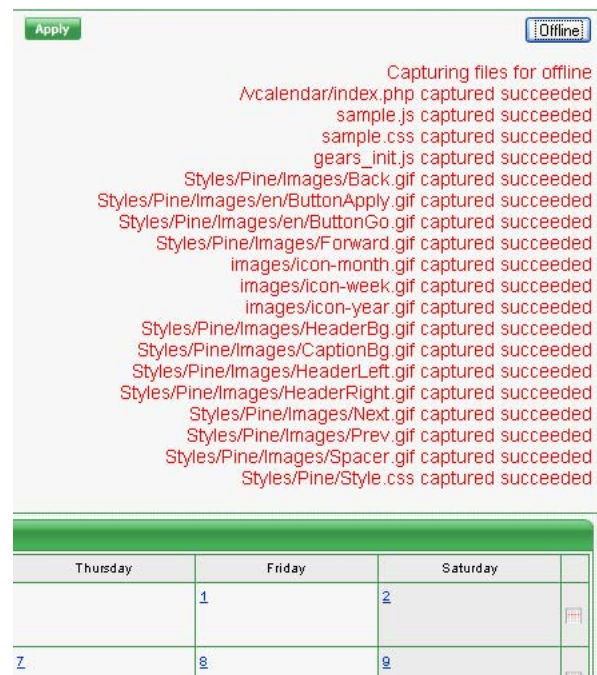 Apply
Offline
Capturing files for offline
/vcalendar/index.php captured succeeded
sample.js captured succeeded
sample.css captured succeeded
gears_init.js captured succeeded
Styles/Pine/Images/Back.gif captured succeeded
Styles/Pine/Images/en/ButtonApply.gif captured succeeded
Styles/Pine/Images/en/ButtonGo.gif captured succeeded
Styles/Pine/Images/Forward.gif captured succeeded
images/icon-month.gif captured succeeded
images/icon-week.gif captured succeeded
images/icon-year.gif captured succeeded
Styles/Pine/Images/HeaderBg.gif captured succeeded
Styles/Pine/Images/CaptionBg.gif captured succeeded
Styles/Pine/Images/HeaderLeft.gif captured succeeded
Styles/Pine/Images/HeaderRight.gif captured succeeded
Styles/Pine/Images/Next.gif captured succeeded
Styles/Pine/Images/Prev.gif captured succeeded
Styles/Pine/Images/Spacer.gif captured succeeded
Styles/Pine/Style.css captured succeeded
Thursday Friday Saturday
1 2
7 8 9